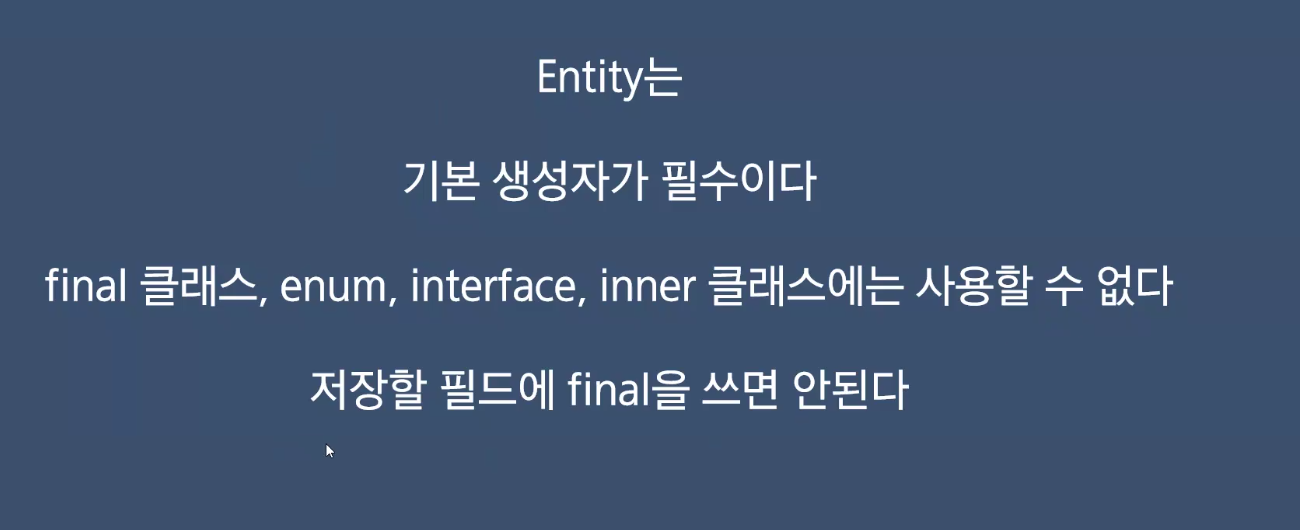 Entity는
기본 생성자가 필수이다
final 클래스, enum, interface, inner 클래스에는 사용할 수 없다
저장할 필드에 final을 쓰면 안된다